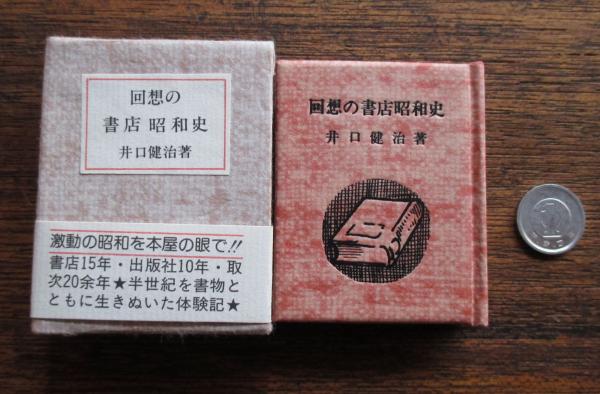 回想の
書店 昭和史
井口健治著
激動の昭和を本屋の眼で!!
書店15年・出版社10年・取
次20余年★半世紀を書物と
ともに生きぬいた体験記★
回想の書店昭和史
井口健治著
1